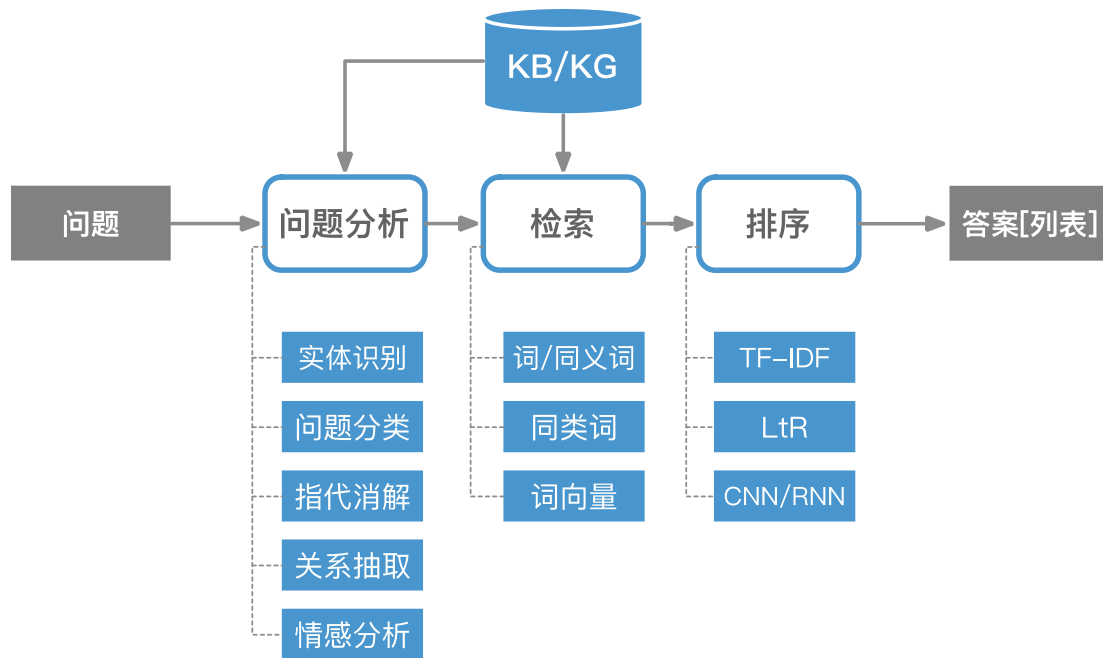 KB/KG
问题
问题分析
检索
排序
答案[列表]
实体识别
词/同义词
TF-IDF
问题分类
同类词
LtR
指代消解
词向量
CNN/RNN
关系抽取
情感分析